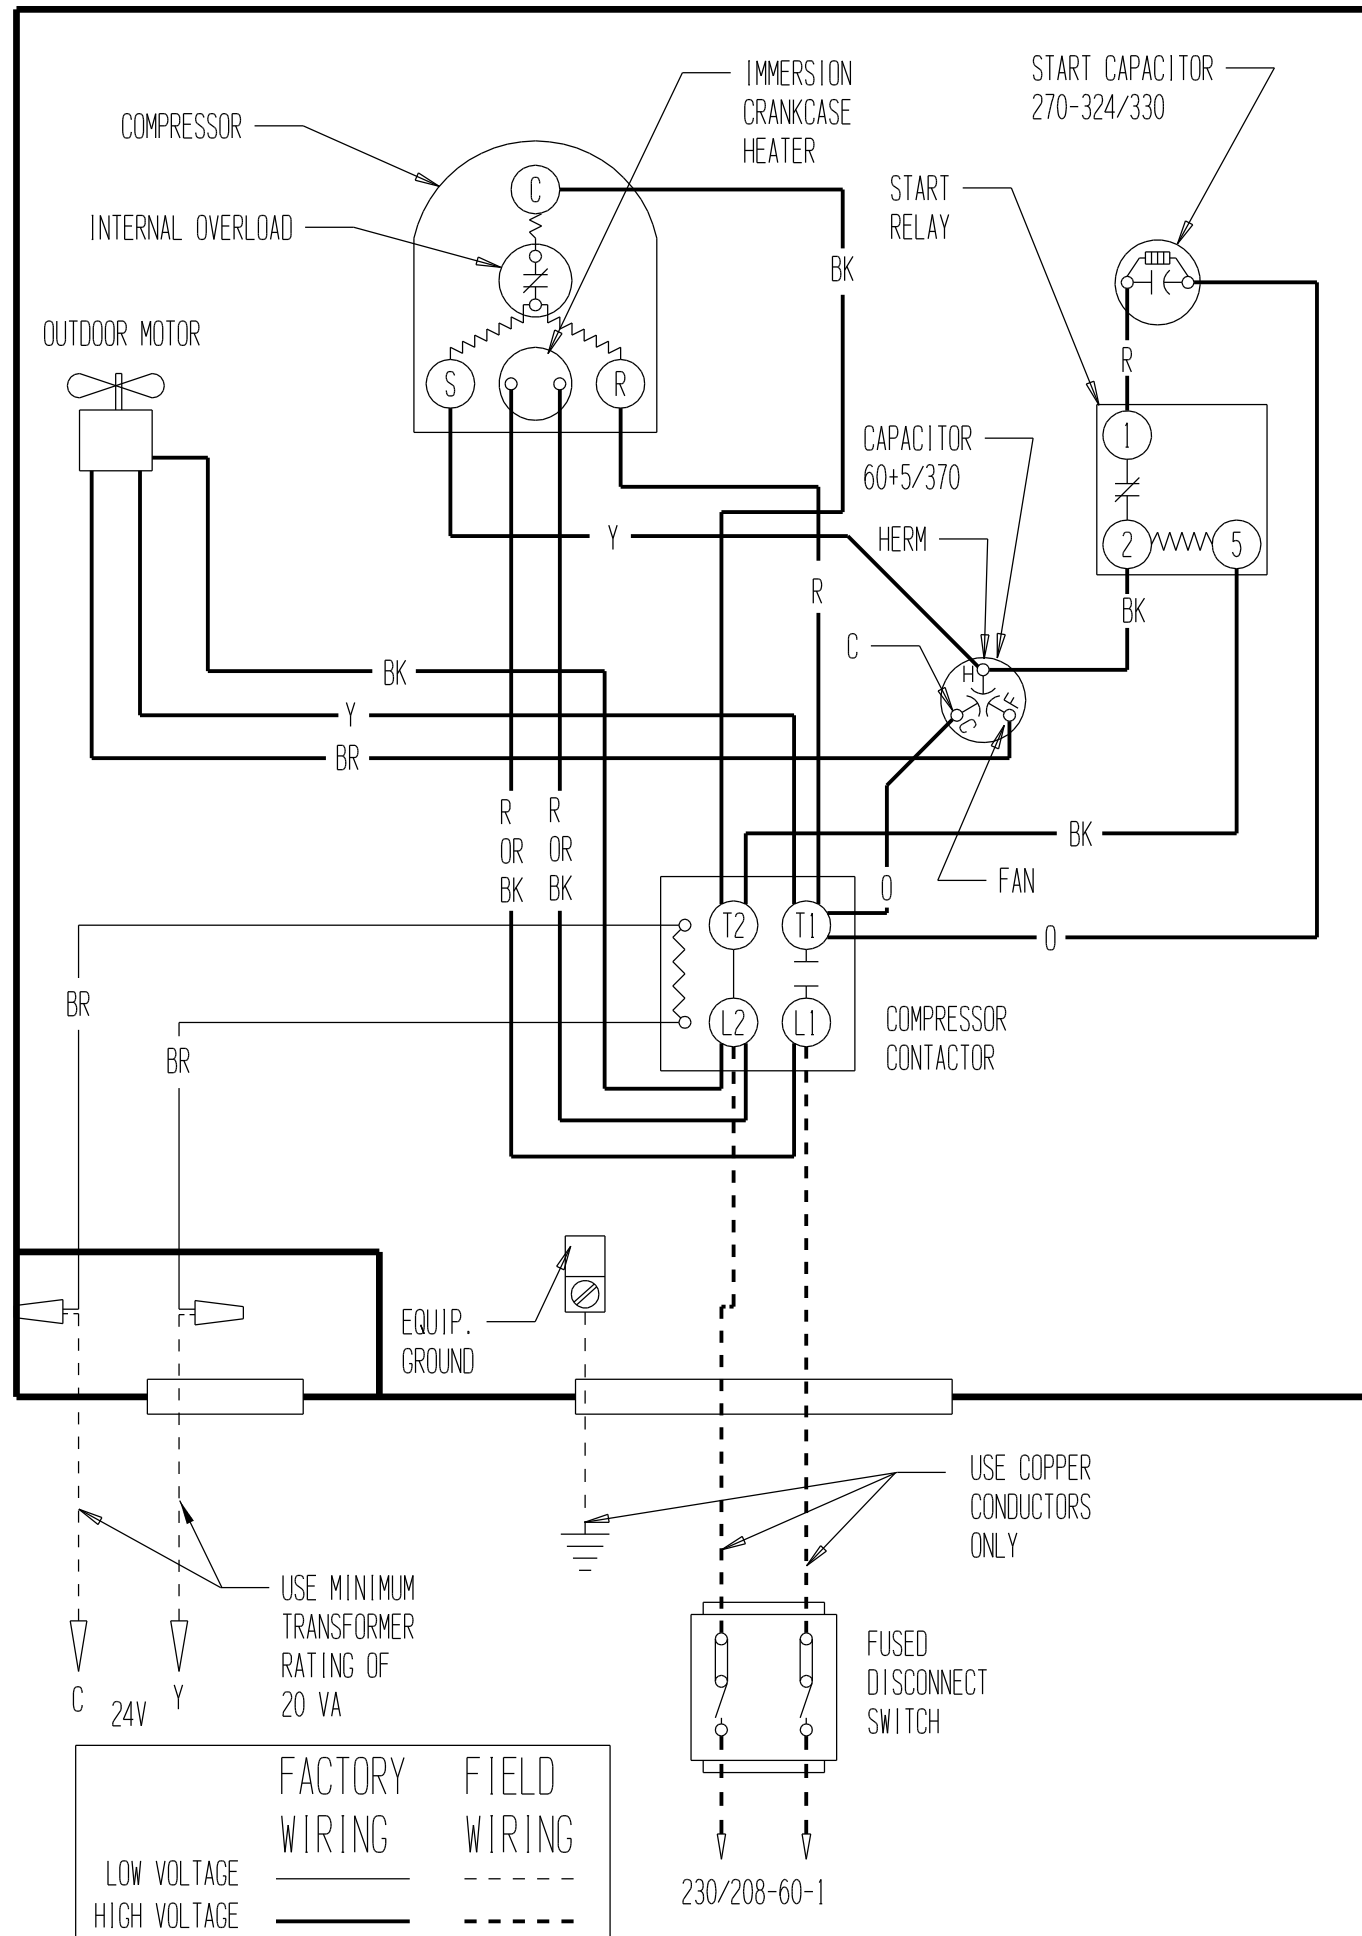 IMMERSION
CRANKCASE
HEATER
START CAPACITOR
270-324/330
COMPRESSOR
START
RELAY
INTERNAL OVERLOAD
C
BK
OUTDOOR MOTOR
S
R
R
1
CAPACITOR
60+5/370
HERM
2
5
Y
R
BK
C
H
F
C
BK
Y
BR
R
OR
BK
R
OR
BK
BK
FAN
O
T2
T1
O
BR
L2
L1
COMPRESSOR
CONTACTOR
BR
EQUIP.
GROUND
USE COPPER
CONDUCTORS
ONLY
USE MINIMUM
TRANSFORMER
RATING OF
20 VA
FUSED
DISCONNECT
SWITCH
C
24V
Y
FACTORY
WIRING
FIELD
WIRING
LOW VOLTAGE
HIGH VOLTAGE
230/208-60-1